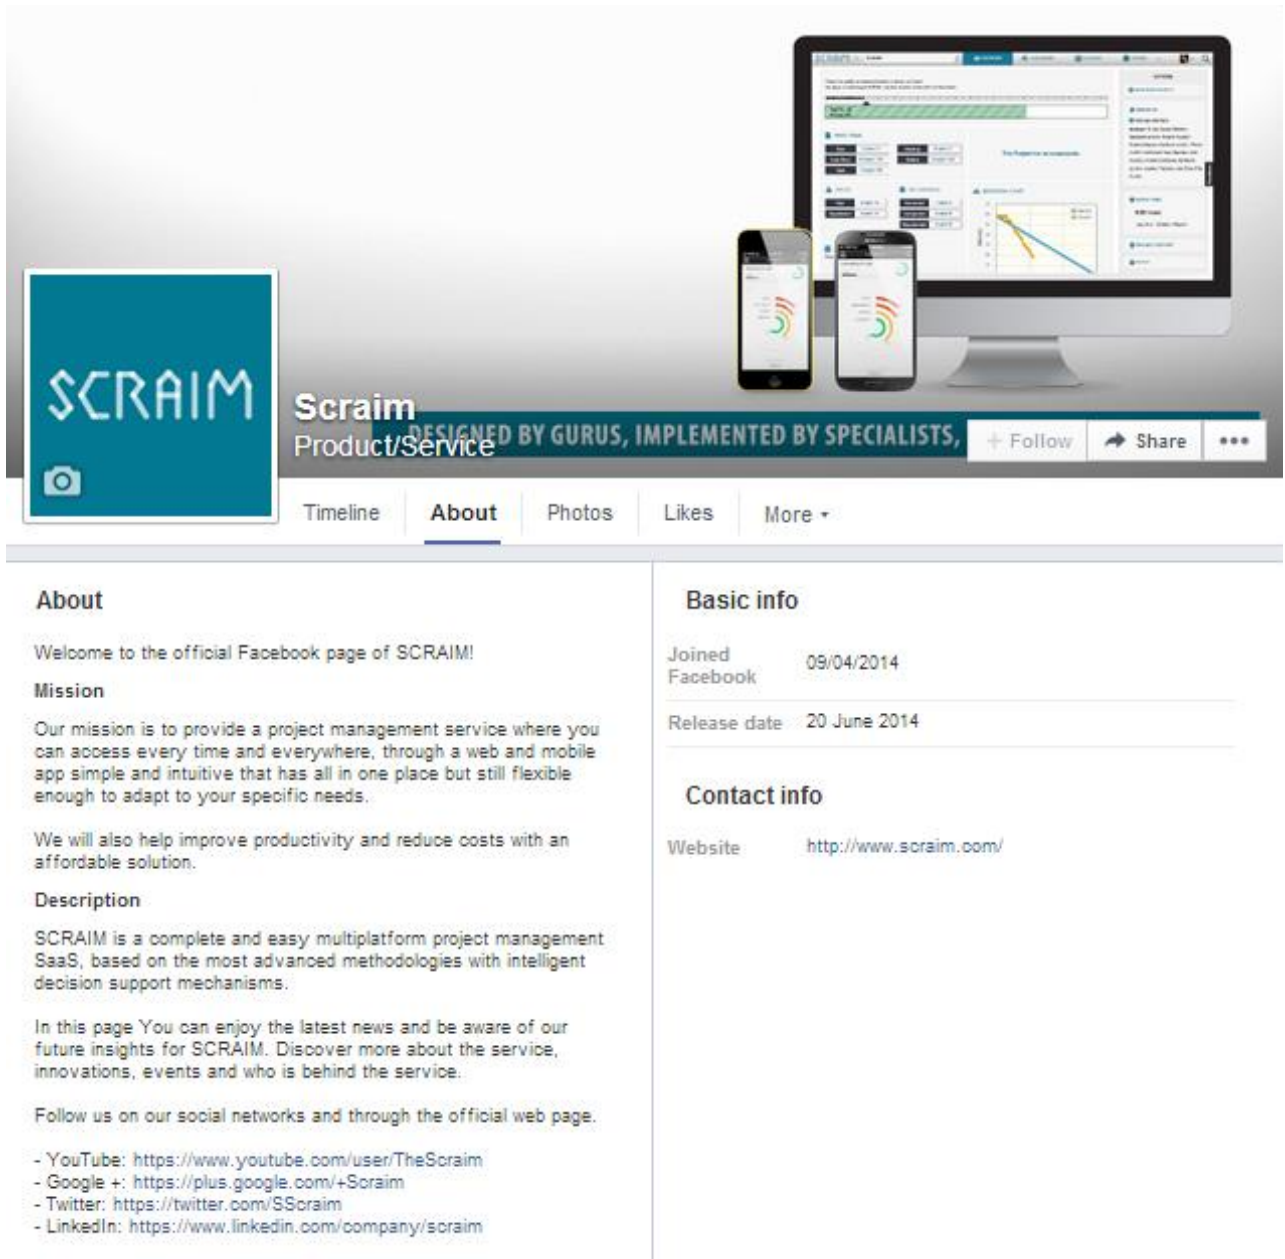 SCRAIM
Scraim
Product/Service
DESIGNED BY GURUS, IMPLEMENTED BY SPECIALISTS,
+ Follow
Share
Timeline
About
Photos
Likes
More
About
Welcome to the official Facebook page of SCRAIM!
Mission
Our mission is to provide a project management service where you
can access every time and everywhere, through a web and mobile
app simple and intuitive that has all in one place but still flexible
enough to adapt to your specific needs.
We will also help improve productivity and reduce costs with an
affordable solution.
Description
SCRAIM is a complete and easy multiplatform project management
SaaS, based on the most advanced methodologies with intelligent
decision support mechanisms.
In this page You can enjoy the latest news and be aware of our
future insights for SCRAIM. Discover more about the service,
innovations, events and who is behind the service.
Follow us on our social networks and through the official web page.
- YouTube: https://www.youtube.com/user/TheScraim
- Google +: https://plus.google.com/+Scraim
- Twitter: https://twitter.com/SScraim
- LinkedIn: https://www.linkedin.com/company/scraim
Basic info
Joined
Facebook
09/04/2014
Release date 20 June 2014
Contact info
Website http://www.scraim.com/